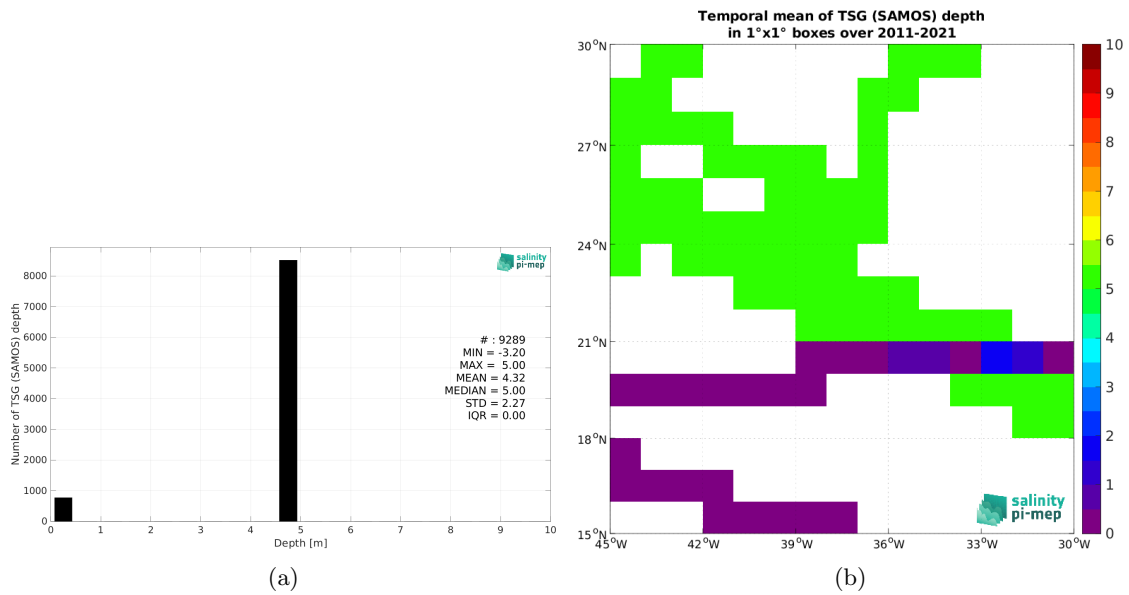 Number of TSG (SAMOS) depth
8000
7000
6000
5000
4000
3000
2000
1000
0
0 1 2 3 4 5 6 7 8 9 10
Depth [m]
salinity
pi-mep
# : 9289
MIN = -3.20
MAX = 5.00
MEAN = 4.32
MEDIAN = 5.00
STD = 2.27
IQR = 0.00
(a)
Temporal mean of TSG (SAMOS) depth
in 1°x1° boxes over 2011-2021
30°N
27°N
24°N
21°N
18°N
15°N
45°W 42°W 39°W 36°W 33°W 30°W
salinity
pi-mep
10
9
8
7
6
5
4
3
2
1
0
(b)